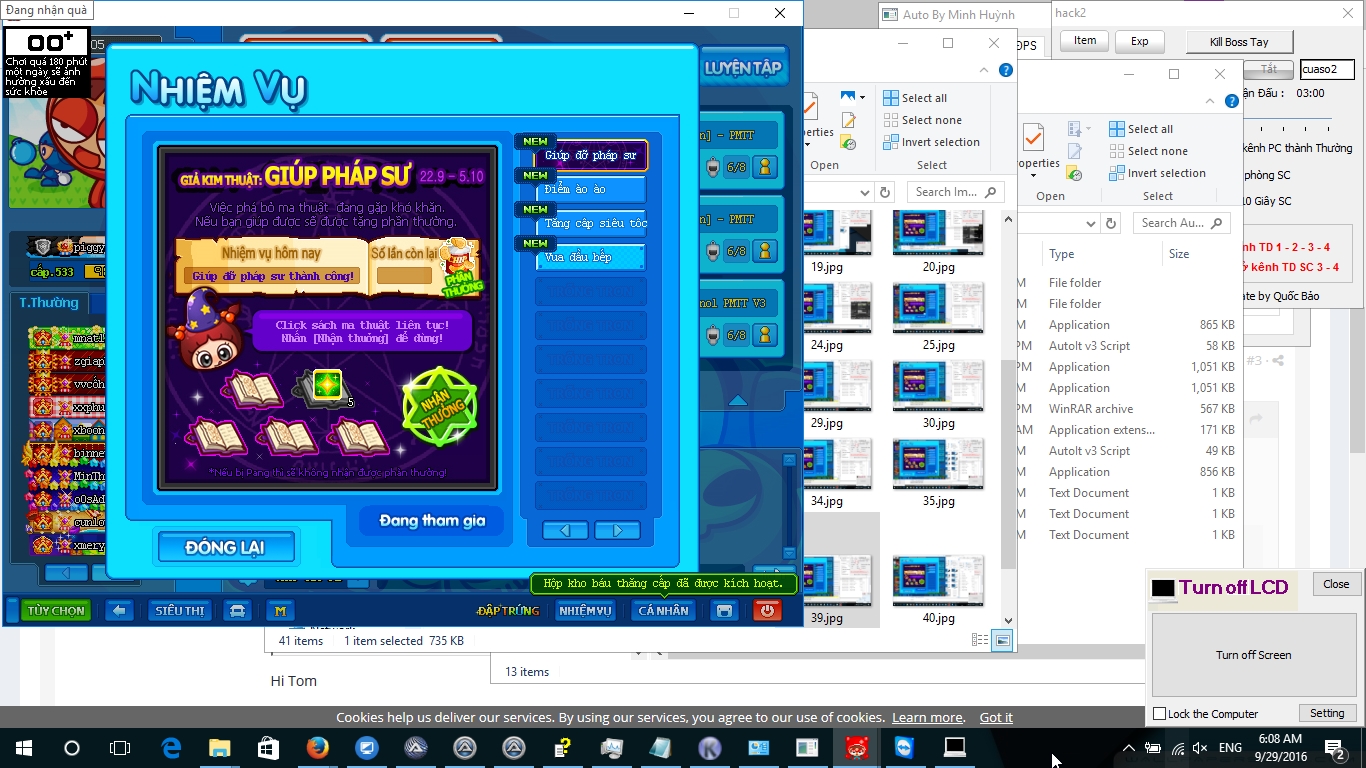 Đang nhận quà
00+
05
Chơi quá 180 phút
một ngày sẽ ảnh
hưởng xấu đến
sức khỏe
NHIỆM VỤ
LUYỆN TẬP
GIẢ KIM THUẬT: GIÚP PHÁP SƯ 22.9 – 5.10
Việc phá bỏ ma thuật đang gặp khó khăn.
Nếu bạn giúp được sẽ được tặng phần thưởng.
Nhiệm vụ hôm nay
Số lần còn lại
Giúp đỡ pháp sư thành công!
PHẦN
THƯỞNG
Click sách ma thuật liên tục!
Nhấn [Nhận thưởng] để dừng!
5
NHẬN
THƯỞNG
*Nếu bị Pang thì sẽ không nhận được phần thưởng!
Đang tham gia
ĐÓNG LẠI
NEW
Giúp đỡ pháp sư
NEW
Điểm ào ào
NEW
Tăng cấp siêu tốc
NEW
Vua đầu bếp
n] - PMTT
6/8
n] - PMTT
6/8
nol PMTT V3
6/8
piggy
cấp.533
T.Thường
mnatl
zgiap
vvcôh
xxphu
xboon
binne
MinTh
oOsAd
cunlo
xmery
Hộp kho báu thăng cấp đã được kích hoạt.
TÙY CHỌN
SIÊU THỊ
M
ĐẬP TRỨNG
NHIỆM VỤ
CÁ NHÂN
Auto By Minh Huỳnh
OPS
perties
Open
Select all
Select none
Invert selection
Select
Search Im...
19.jpg
20.jpg
24.jpg
25.jpg
29.jpg
30.jpg
34.jpg
35.jpg
39.jpg
40.jpg
41 items
1 item selected 735 KB
hack2
Item
Exp
Kill Boss Tay
Tắt
cuaso2
ận Đấu :
03:00
kênh PC thành Thường
phòng SC
10 Giây SC
nh TD 1 - 2 - 3 - 4
ở kênh TD SC 3 - 4
te by Quốc Bảo
#3
roperties
Open
Select all
Select none
Invert selection
Select
Search Au...
Type
Size
M
File folder
M
File folder
M
Application
865 KB
M
AutoIt v3 Script
58 KB
M
Application
1,051 KB
M
Application
1,051 KB
PM
WinRAR archive
567 KB
AM
Application extens...
171 KB
PM
AutoIt v3 Script
49 KB
M
Application
856 KB
M
Text Document
1 KB
M
Text Document
1 KB
M
Text Document
1 KB
13 items
Hi Tom
Turn off LCD
Close
Turn off Screen
Lock the Computer
Setting
Cookies help us deliver our services. By using our services, you agree to our use of cookies. Learn more. Got it
ENG
6:08 AM
9/29/2016
2